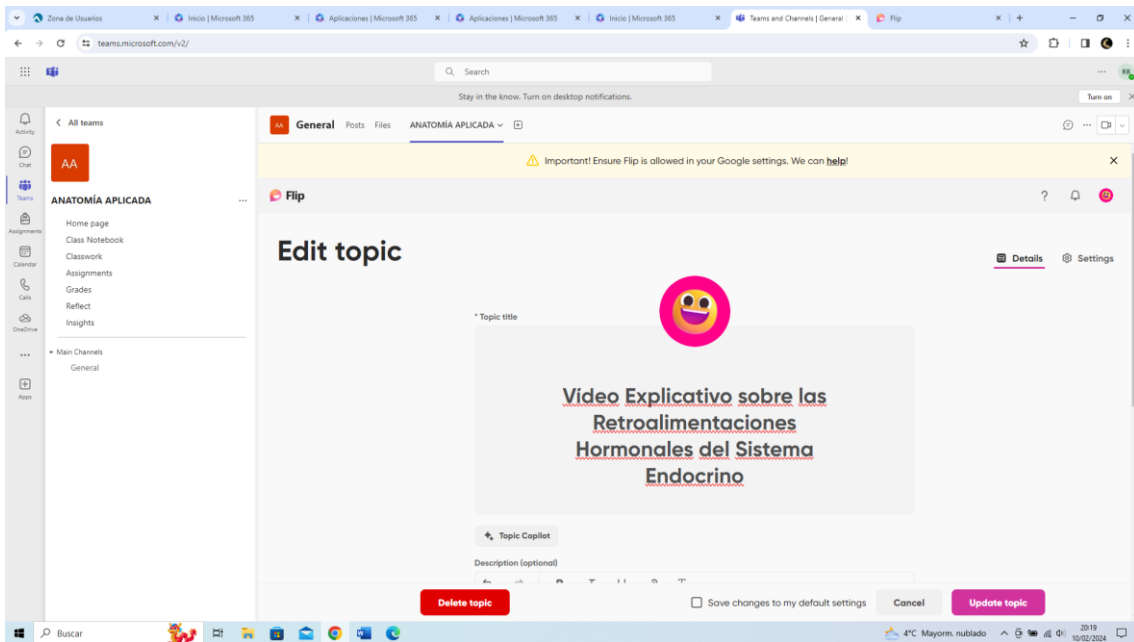 Zona de Usuarios
Inicio | Microsoft 365
Aplicaciones | Microsoft 365
Aplicaciones | Microsoft 365
Inicio | Microsoft 365
Teams and Channels | General |
Flip
teams.microsoft.com/v2/
Search
RB
Stay in the know. Turn on desktop notifications.
Turn on
Activity
Chat
Teams
Assignments
Calendar
Calls
OneDrive
Apps
All teams
AA
ANATOMÍA APLICADA
Home page
Class Notebook
Classwork
Assignments
Grades
Reflect
Insights
Main Channels
General
AA General Posts Files ANATOMÍA APLICADA
Important! Ensure Flip is allowed in your Google settings. We can help!
Flip
Edit topic
Details Settings
* Topic title
Vídeo Explicativo sobre las
Retroalimentaciones
Hormonales del Sistema
Endocrino
Topic Copilot
Description (optional)
Delete topic
Save changes to my default settings
Cancel
Update topic
Buscar
4°C Mayorm. nublado
20:19
10/02/2024